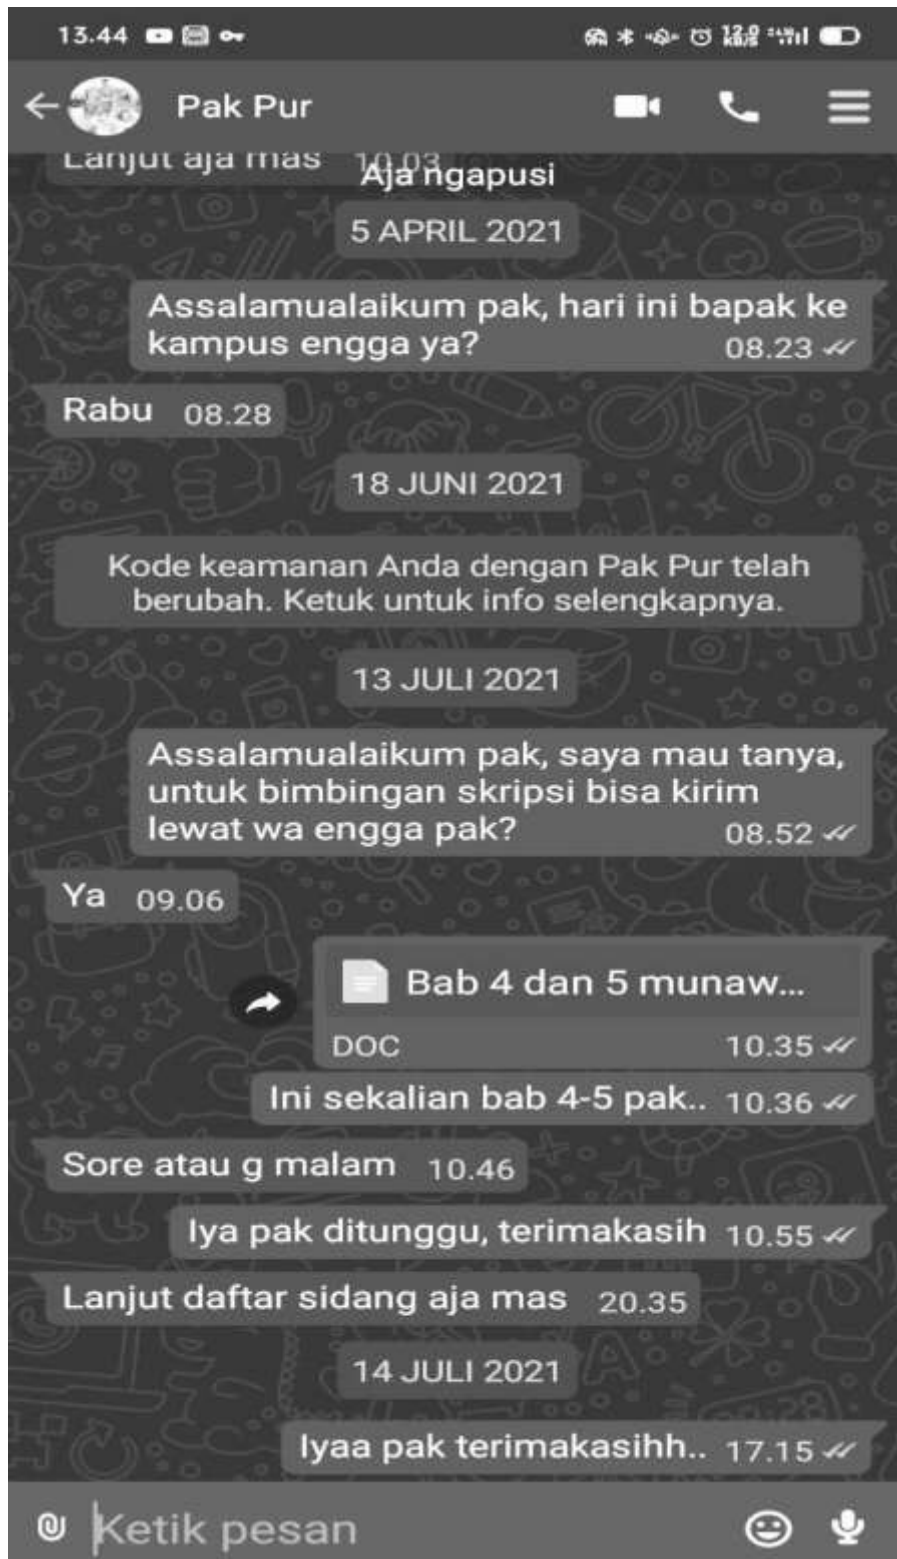 13.44
12.0 KB/S
Pak Pur
Lanjut aja mas 10.03
Aja ngapusi
5 APRIL 2021
Assalamualaikum pak, hari ini bapak ke
kampus engga ya? 08.23
Rabu 08.28
18 JUNI 2021
Kode keamanan Anda dengan Pak Pur telah
berubah. Ketuk untuk info selengkapnya.
13 JULI 2021
Assalamualaikum pak, saya mau tanya,
untuk bimbingan skripsi bisa kirim
lewat wa engga pak? 08.52
Ya 09.06
Bab 4 dan 5 munaw...
DOC 10.35
Ini sekalian bab 4-5 pak.. 10.36
Sore atau g malam 10.46
Iya pak ditunggu, terimakasih 10.55
Lanjut daftar sidang aja mas 20.35
14 JULI 2021
Iyaa pak terimakasihh.. 17.15
Ketik pesan